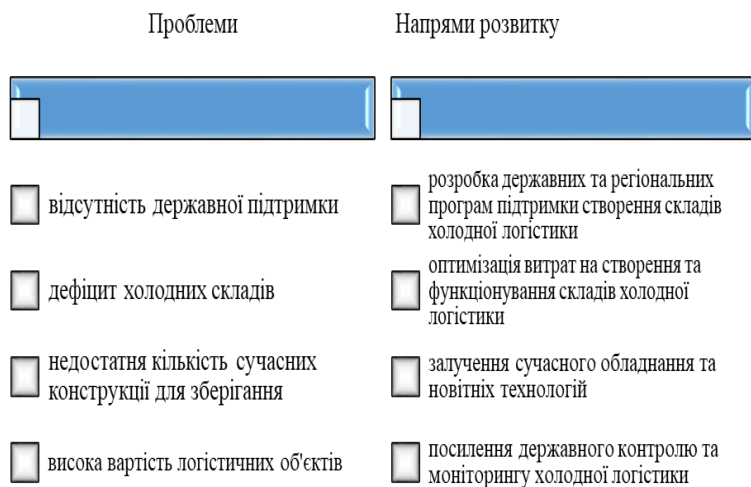 Проблеми
Напрями розвитку
відсутність державної підтримки
дефіцит холодних складів
недостатня кількість сучасних
конструкції для зберігання
висока вартість логістичних об'єктів
розробка державних та регіональних
програм підтримки створення складів
холодної логістики
оптимізація витрат на створення та
функціонування складів холодної
логістики
залучення сучасного обладнання та
новітніх технологій
посилення державного контролю та
моніторингу холодної логістики